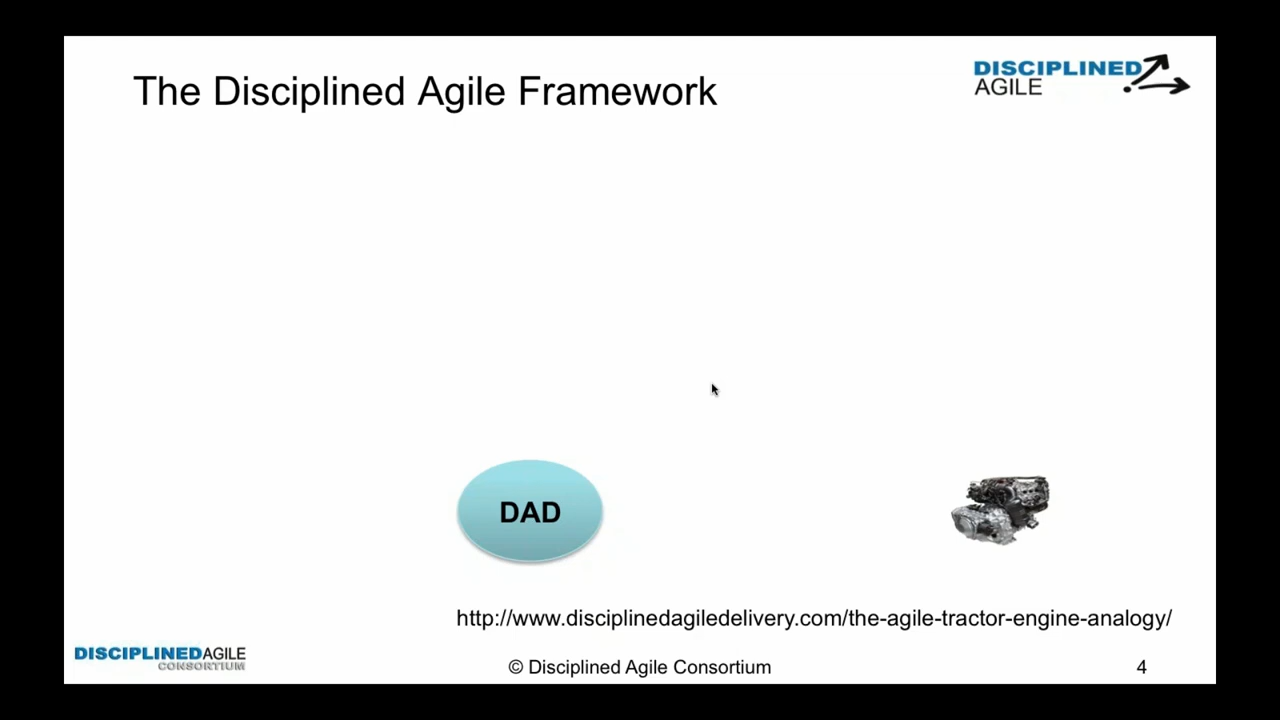 The Disciplined Agile Framework
DISCIPLINED
AGILE
DAD
http://www.disciplinedagiledelivery.com/the-agile-tractor-engine-analogy/
DISCIPLINEDAGILE
CONSORTIUM
© Disciplined Agile Consortium
4